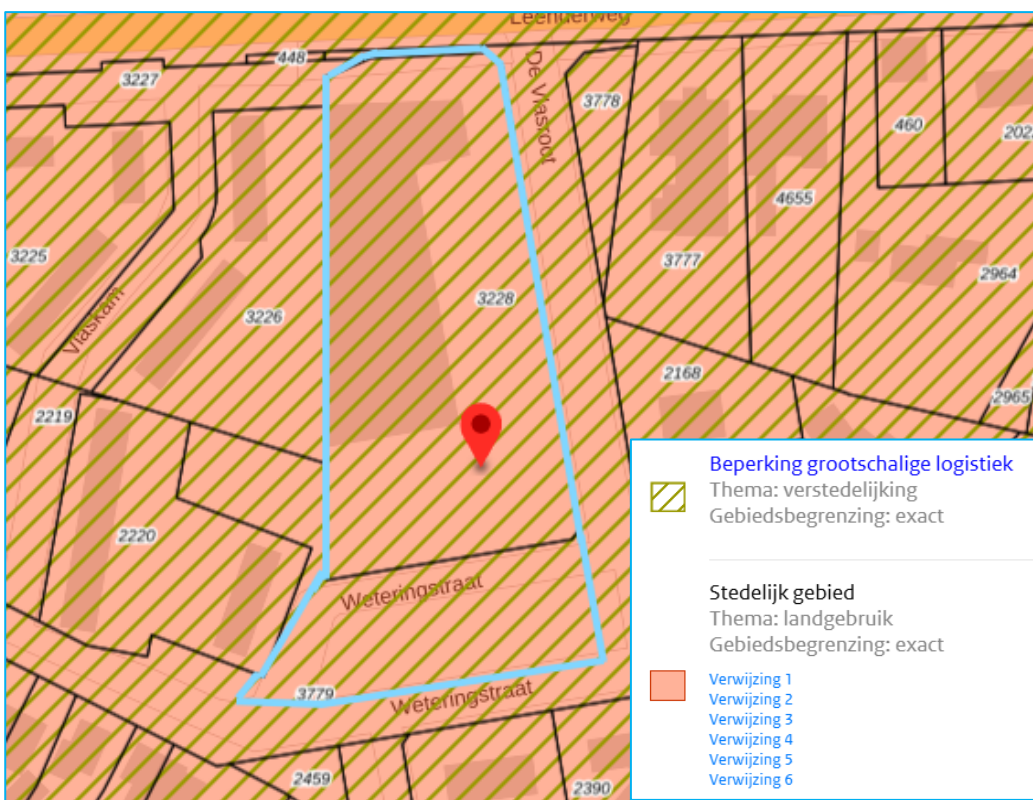 Leenderweg
448
3227
De Vlasroot
3778
460
202
4655
3225
3777
2964
3228
Vlaskam
3226
2168
2965
2219
2220
Weteringstraat
3779
Weteringstraat
2459
2390
Beperking grootschalige logistiek
Thema: verstedelijking
Gebiedsbegrenzing: exact
Stedelijk gebied
Thema: landgebruik
Gebiedsbegrenzing: exact
Verwijzing 1
Verwijzing 2
Verwijzing 3
Verwijzing 4
Verwijzing 5
Verwijzing 6